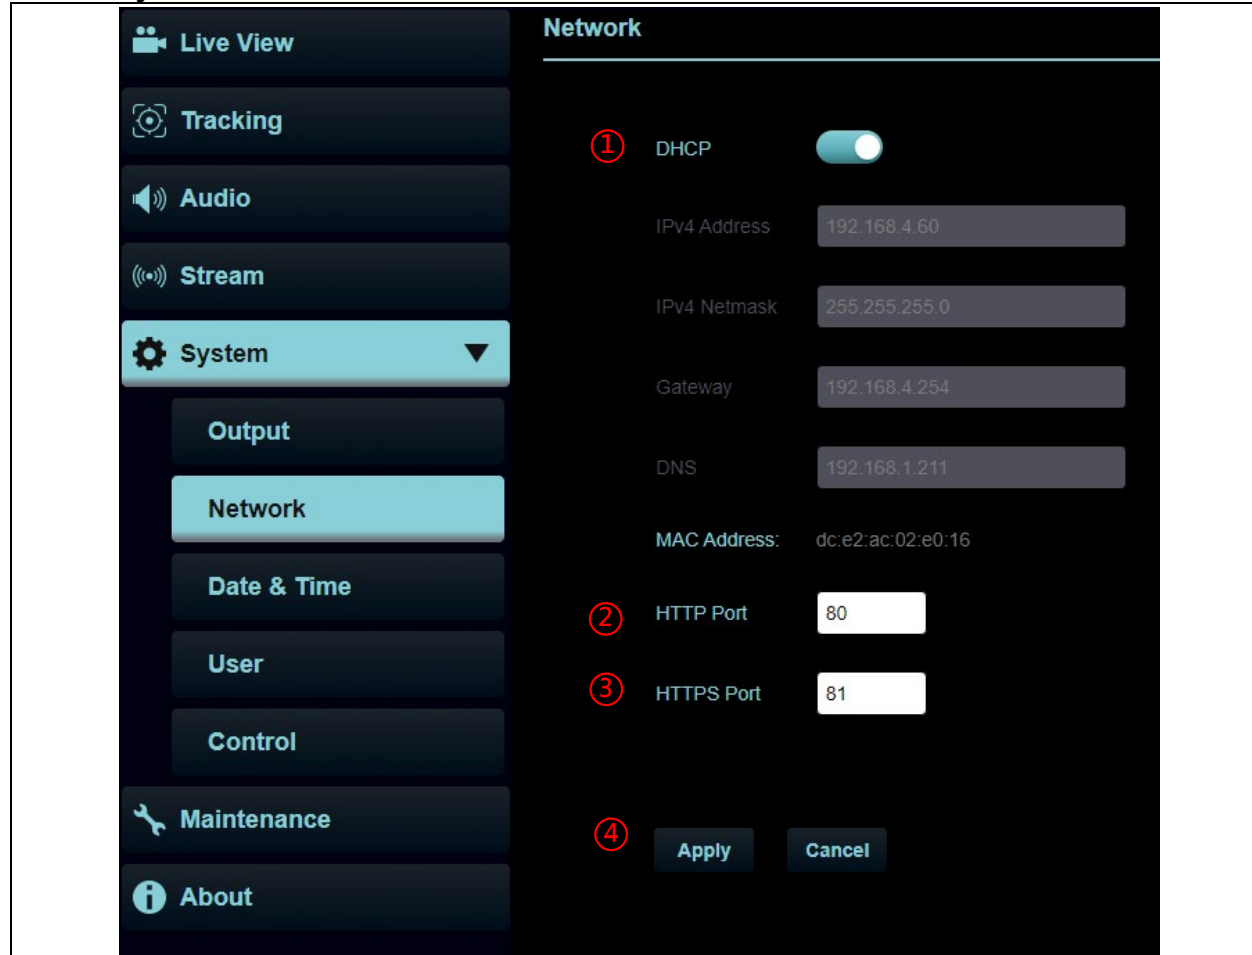 Live View
Tracking
Audio
Stream
System
Output
Network
Date & Time
User
Control
Maintenance
About
Network
① DHCP
IPv4 Address 192.168.4.60
IPv4 Netmask 255.255.255.0
Gateway 192.168.4.254
DNS 192.168.1.211
MAC Address: dc:e2:ac:02:e0:16
② HTTP Port 80
③ HTTPS Port 81
④ Apply Cancel